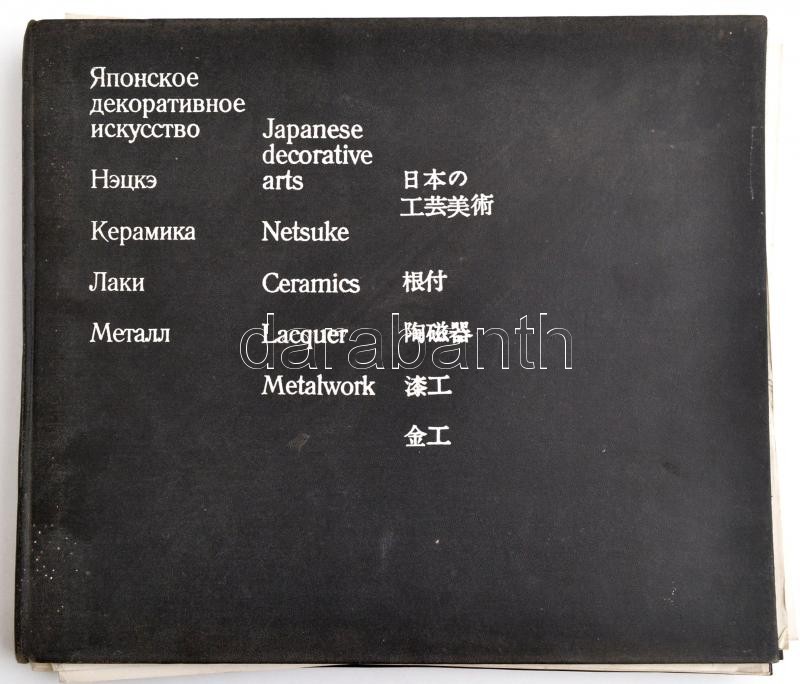 Японское
декоративное
искусство
Нэцкэ
Керамика
Лаки
Металл
Japanese
decorative
arts
Netsuke
Ceramics
Lacquer
Metalwork
日本の
工芸美術
根付
陶磁器
漆工
金工
darabanth